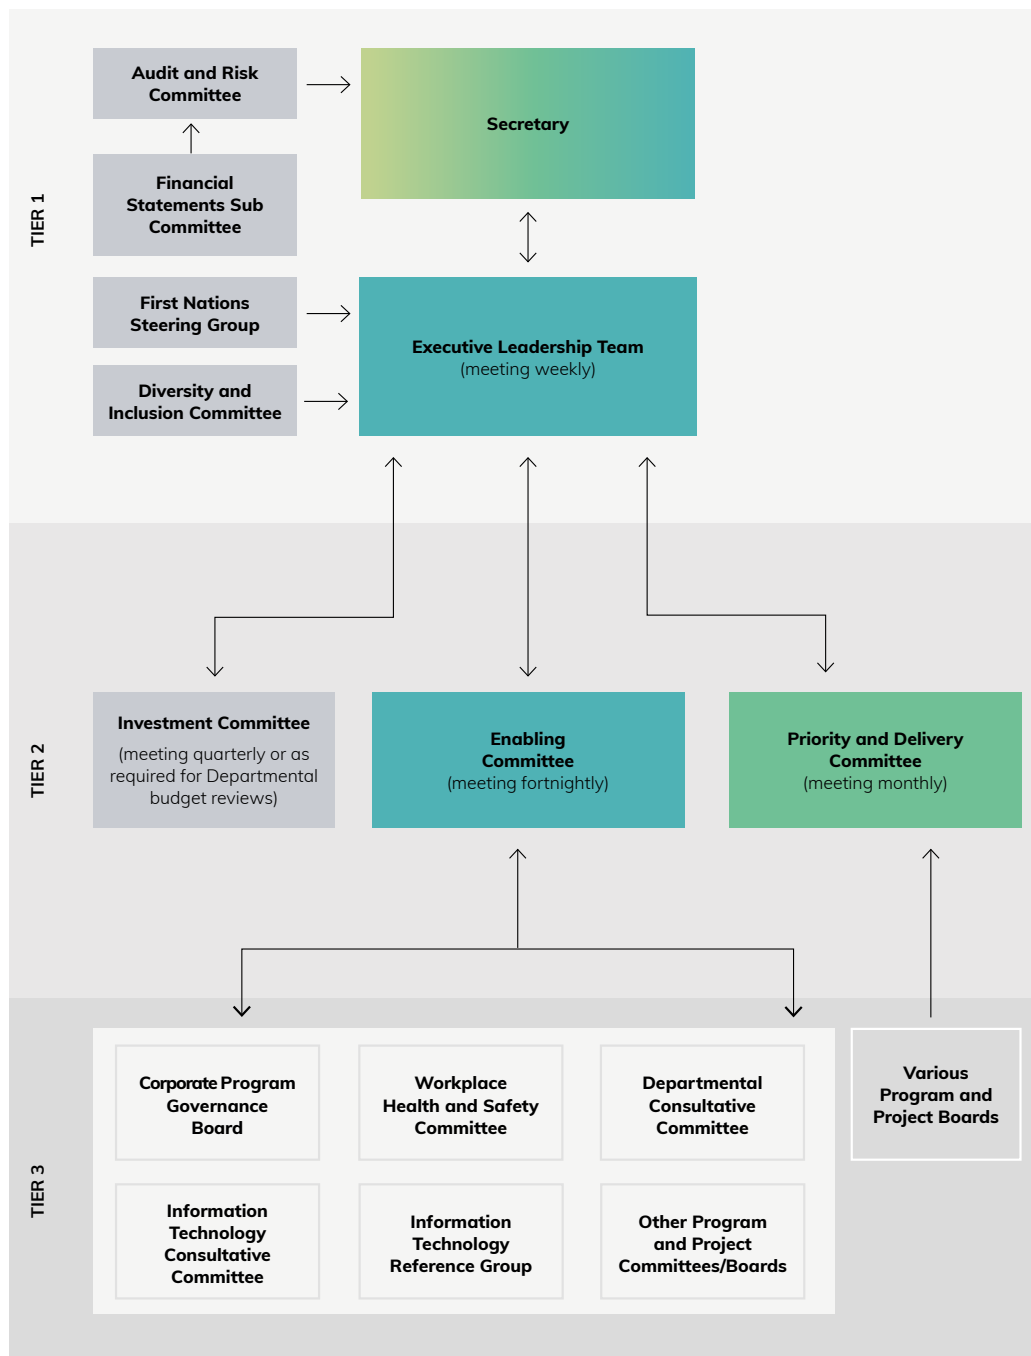 TIER 1
Audit and Risk
Committee
Secretary
Financial
Statements Sub
Committee
First Nations
Steering Group
Executive Leadership Team
(meeting weekly)
Diversity and
Inclusion Committee
TIER 2
Investment Committee
(meeting quarterly or as
required for Departmental
budget reviews)
Enabling
Committee
(meeting fortnightly)
Priority and Delivery
Committee
(meeting monthly)
TIER 3
Corporate Program
Governance
Board
Workplace
Health and Safety
Committee
Departmental
Consultative
Committee
Various
Program and
Project Boards
Information
Technology
Consultative
Committee
Information
Technology
Reference Group
Other Program
and Project
Committees/Boards